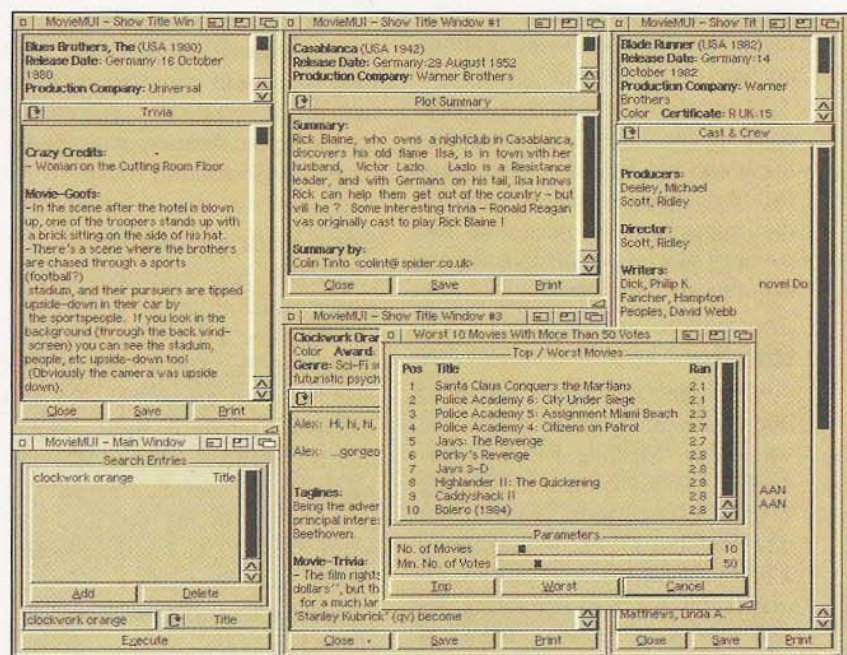 MovieMUI - Show Title Win
Blues Brothers, The (USA 1980)
Release Date: Germany:16 October
1980
Production Company: Universal
Trivia
Crazy Credits:
- Woman on the Cutting Room Floor
Movie-Goofs:
-In the scene after the hotel is blown
up, one of the troopers stands up with
a brick sitting on the side of his hat.
-There's a scene where the brothers
are chased through a sports
(football?)
stadium, and their pursuers are tipped
upside-down in their car by
the sportspeople. If you look in the
background (through the back wind-
screen) you can see the stadium,
people, etc upside-down too!
(Obviously the camera was upside
down).
Close Save Print
MovieMUI - Show Title Window #1
Casablanca (USA 1942)
Release Date: Germany:29 August 1952
Production Company: Warner Brothers
Plot Summary
Summary:
Rick Blaine, who owns a nightclub in Casablanca,
discovers his old flame Ilsa, is in town with her
husband, Victor Lazlo. Lazlo is a Resistance
leader, and with Germans on his tail, Ilsa knows
Rick can help them get out of the country - but
will he ? Some interesting trivia - Ronald Reagan
was originally cast to play Rick Blaine !
Summary by:
Colin Tinto <colint@spider.co.uk>
Close Save Print
MovieMUI - Show Tit
Blade Runner (USA 1982)
Release Date: Germany:14
October 1982
Production Company: Warner
Brothers
Color Certificate: R UK:15
Cast & Crew
Producers:
Deeley, Michael
Scott, Ridley
Director:
Scott, Ridley
Writers:
Dick, Philip K. novel Do
Fancher, Hampton
Peoples, David Webb
AAN
AAN
Matthews, Linda A.
Close Save Print
MovieMUI - Main Window
Search Entries
clockwork orange Title
Add Delete
clockwork orange Title
Execute
MovieMUI - Show Title Window #3
Clockwork Oran
Color Award:
Genre: Sci-Fi s
futuristic psych
Alex: Hi, hi, hi,
Alex: ...gorgeo
Taglines:
Being the adver
principal interes
Beethoven.
Movie-Trivia:
- The film rights
dollars'', but th
for a much lar
'Stanley Kubrick' (qv) become
Close Save Print
Worst 10 Movies With More Than 50 Votes
Top / Worst Movies
Pos Title Ran
1 Santa Claus Conquers the Martians 2.1
2 Police Academy 6: City Under Siege 2.1
3 Police Academy 5: Assignment Miami Beach 2.3
4 Police Academy 4: Citizens on Patrol 2.7
5 Jaws: The Revenge 2.7
6 Porky's Revenge 2.8
7 Jaws 3-D 2.8
8 Highlander II: The Quickening 2.8
9 Caddyshack II 2.8
10 Bolero (1984) 2.8
Parameters
No. of Movies 10
Min. No. of Votes 50
Top Worst Cancel